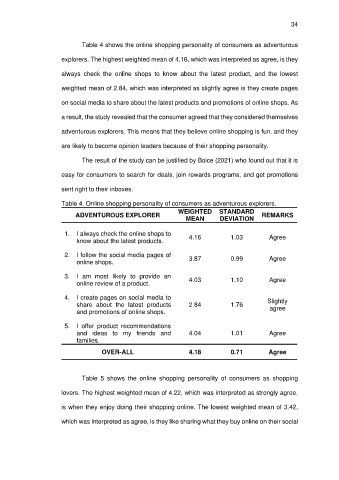 34
Table 4 shows the online shopping personality of consumers as adventurous
explorers. The highest weighted mean of 4.16, which was interpreted as agree, is they
always check the online shops to know about the latest product, and the lowest
weighted mean of 2.84, which was interpreted as slightly agree is they create pages
on social media to share about the latest products and promotions of online shops. As
a result, the study revealed that the consumer agreed that they considered themselves
adventurous explorers. This means that they believe online shopping is fun, and they
are likely to become opinion leaders because of their shopping personality.
The result of the study can be justified by Boice (2021) who found out that it is
easy for consumers to search for deals, join rewards programs, and get promotions
sent right to their inboxes.
Table 4. Online shopping personality of consumers as adventurous explorers.
ADVENTUROUS EXPLORER WEIGHTED MEAN STANDARD DEVIATION REMARKS
1. I always check the online shops to
know about the latest products. 4.16 1.03 Agree
2. I follow the social media pages of
online shops. 3.87 0.99 Agree
3. I am most likely to provide an
online review of a product. 4.03 1.10 Agree
4. I create pages on social media to
share about the latest products
and promotions of online shops. 2.84 1.76 Slightly agree
5. I offer product recommendations
and ideas to my friends and
families. 4.04 1.01 Agree
OVER-ALL 4.18 0.71 Agree
Table 5 shows the online shopping personality of consumers as shopping
lovers. The highest weighted mean of 4.22, which was interpreted as strongly agree,
is when they enjoy doing their shopping online. The lowest weighted mean of 3.42,
which was interpreted as agree, is they like sharing what they buy online on their social